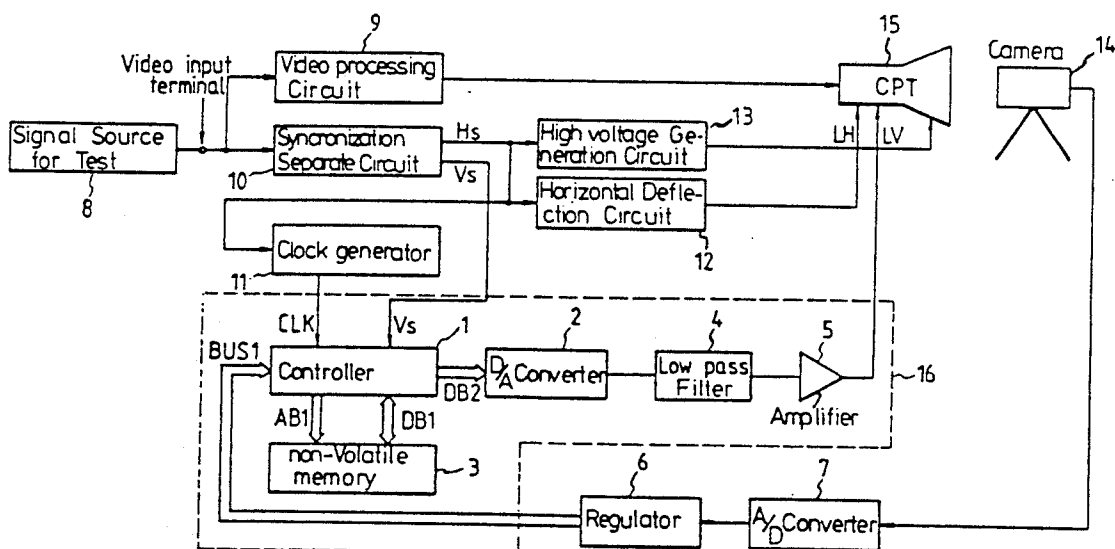 9
15
14
Video input
terminal
Video processing
Circuit
Camera
CPT
Signal Source
for Test
8
Syncronization
Separate Circuit
10
Hs
Vs
High voltage Ge-
neration Circuit
13
LH
LV
Horizontal Defle-
ction Circuit
12
Clock generator
11
CLK
Vs
1
2
4
5
BUS1
Controller
D/A Converter
DB2
Low pass
Filter
Amplifier
16
AB1
DB1
non-Volatile
memory
3
6
7
Regulator
A/D Converter